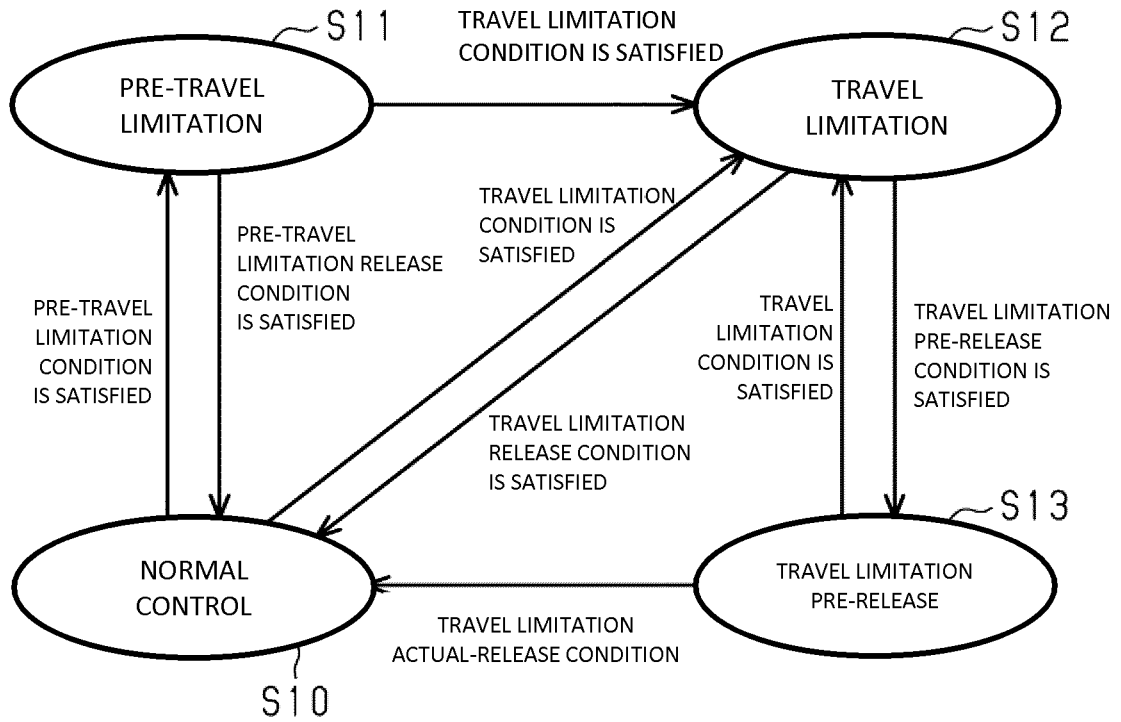 S11
TRAVEL LIMITATION
CONDITION IS SATISFIED
S12
PRE-TRAVEL
LIMITATION
TRAVEL
LIMITATION
TRAVEL LIMITATION
CONDITION IS
SATISFIED
PRE-TRAVEL
LIMITATION RELEASE
CONDITION
IS SATISFIED
PRE-TRAVEL
LIMITATION
CONDITION
IS SATISFIED
TRAVEL
LIMITATION
CONDITION IS
SATISFIED
TRAVEL LIMITATION
PRE-RELEASE
CONDITION IS
SATISFIED
TRAVEL LIMITATION
RELEASE CONDITION
IS SATISFIED
S13
NORMAL
CONTROL
TRAVEL LIMITATION
PRE-RELEASE
TRAVEL LIMITATION
ACTUAL-RELEASE CONDITION
S10